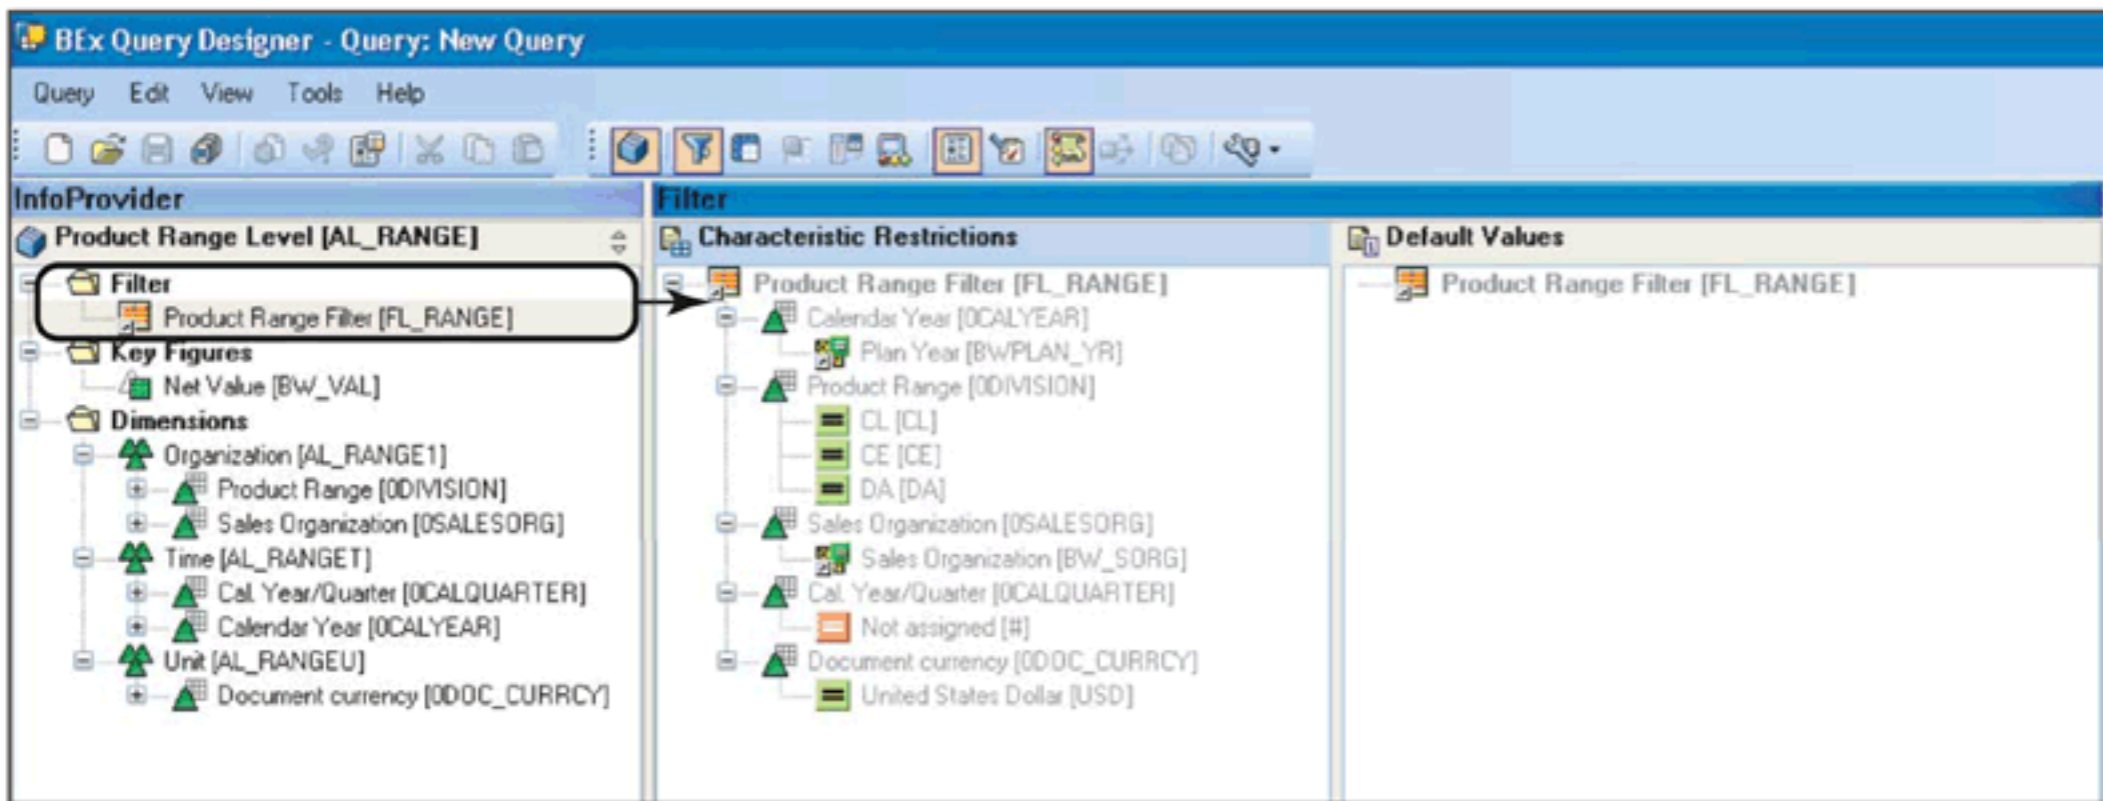 BEx Query Designer - Query: New Query
Query Edit View Tools Help
InfoProvider
Product Range Level [AL_RANGE]
Filter
Product Range Filter [FL_RANGE]
Key Figures
Net Value [BW_VAL]
Dimensions
Organization [AL_RANGE1]
Product Range [0DIVISION]
Sales Organization [0SALESORG]
Time [AL_RANGET]
Cal. Year/Quarter [0CALQUARTER]
Calendar Year [0CALYEAR]
Unit [AL_RANGEU]
Document currency [0DOC_CURRCY]
Filter
Characteristic Restrictions
Product Range Filter [FL_RANGE]
Calendar Year [0CALYEAR]
Plan Year [BWPLAN_YR]
Product Range [0DIVISION]
CL [CL]
CE [CE]
DA [DA]
Sales Organization [0SALESORG]
Sales Organization [BW_SORG]
Cal. Year/Quarter [0CALQUARTER]
Not assigned [#]
Document currency [0DOC_CURRCY]
United States Dollar [USD]
Default Values
Product Range Filter [FL_RANGE]